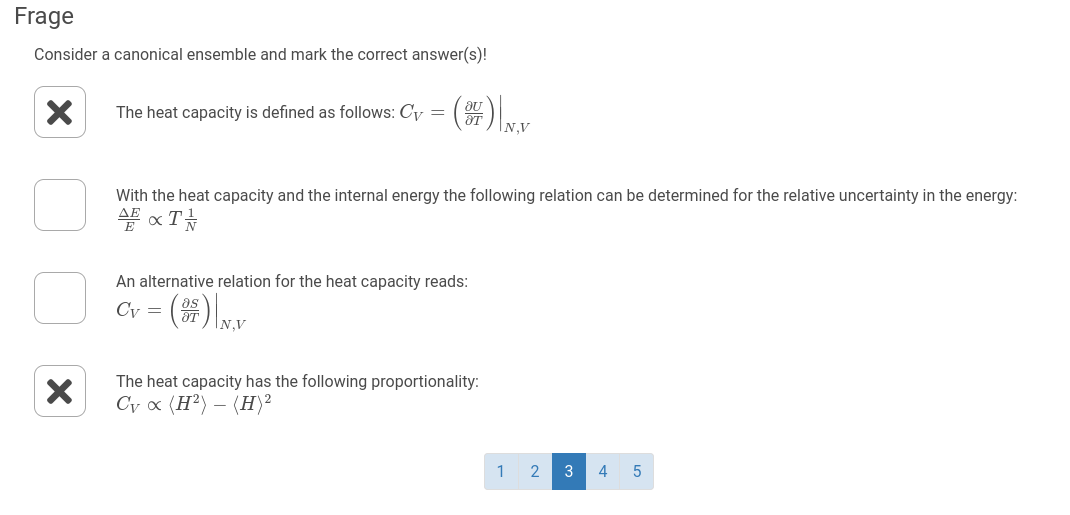 Frage
Consider a canonical ensemble and mark the correct answer(s)!
The heat capacity is defined as follows: $C_V = \left(\frac{\partial U}{\partial T}\right)\Big|_{N,V}$
With the heat capacity and the internal energy the following relation can be determined for the relative uncertainty in the energy:
$\frac{\Delta E}{E} \propto T\frac{1}{N}$
An alternative relation for the heat capacity reads:
$C_V = \left(\frac{\partial S}{\partial T}\right)\Big|_{N,V}$
The heat capacity has the following proportionality:
$C_V \propto \langle H^2 \rangle - \langle H \rangle^2$
1 2 3 4 5